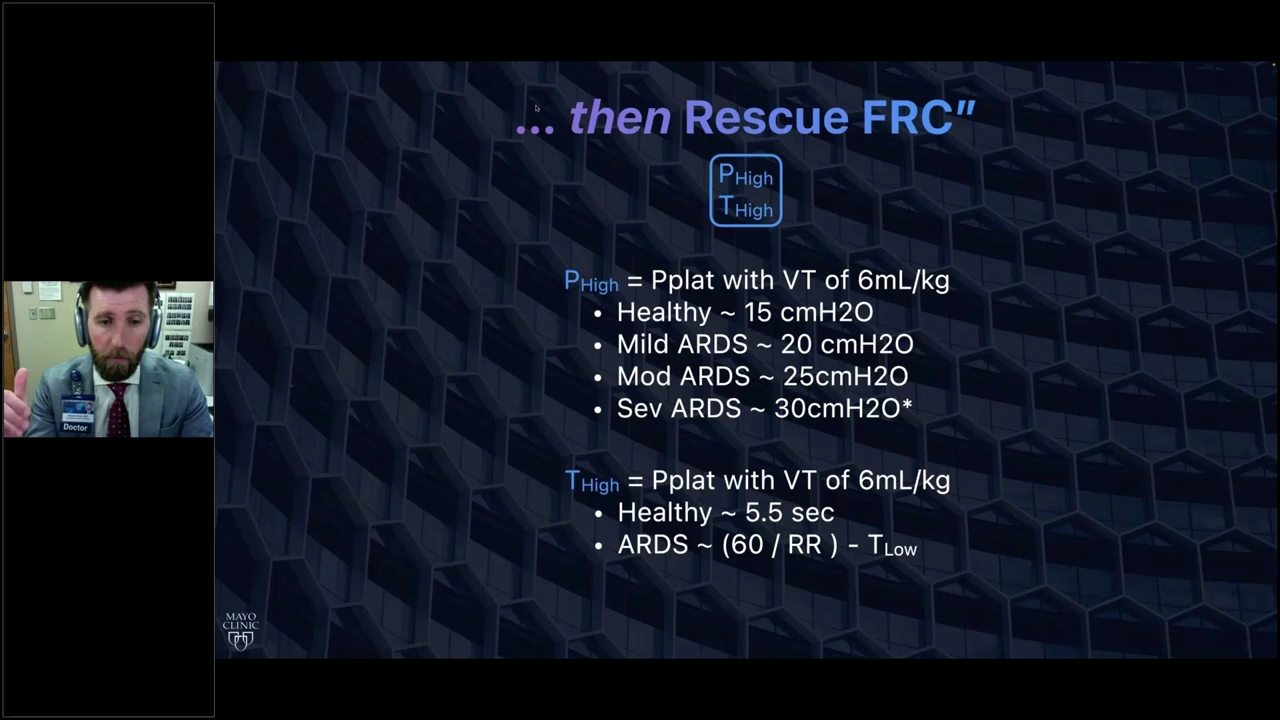 ... then Rescue FRC"
PHigh
THigh
PHigh = Pplat with VT of 6mL/kg
• Healthy ~ 15 cmH2O
• Mild ARDS ~ 20 cmH2O
• Mod ARDS ~ 25cmH2O
• Sev ARDS ~ 30cmH2O*
THigh = Pplat with VT of 6mL/kg
• Healthy ~ 5.5 sec
• ARDS ~ (60 / RR ) - TLow
Doctor
MAYO
CLINIC